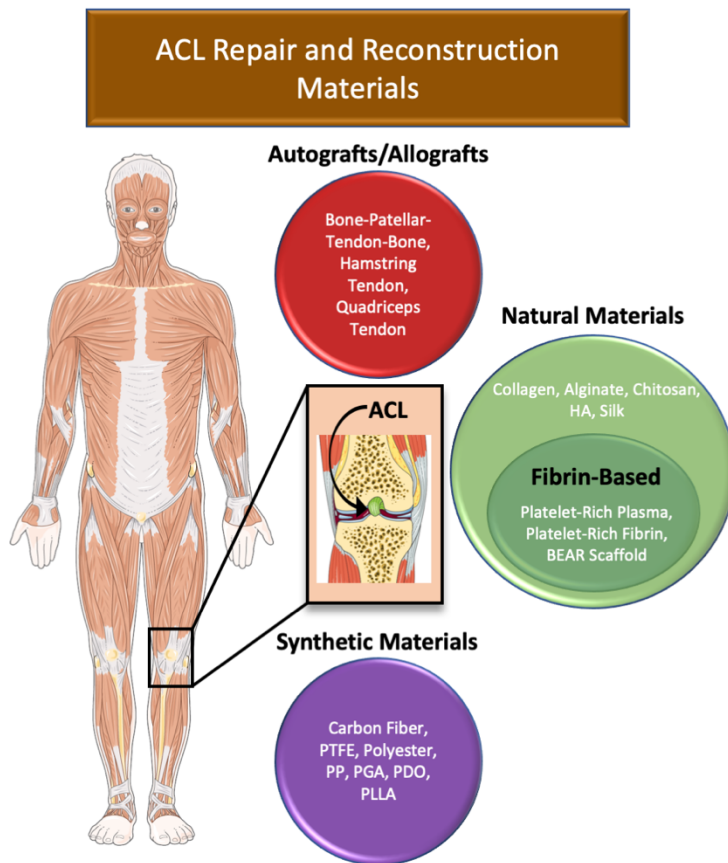 ACL Repair and Reconstruction
Materials
Autografts/Allografts
Bone-Patellar-
Tendon-Bone,
Hamstring
Tendon,
Quadriceps
Tendon
Natural Materials
Collagen, Alginate, Chitosan,
HA, Silk
Fibrin-Based
Platelet-Rich Plasma,
Platelet-Rich Fibrin,
BEAR Scaffold
ACL
Synthetic Materials
Carbon Fiber,
PTFE, Polyester,
PP, PGA, PDO,
PLLA